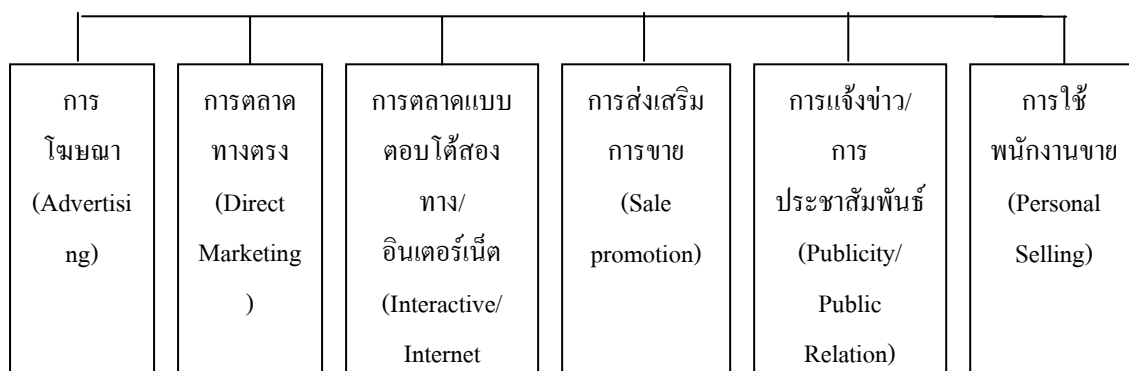 การ
โฆษณา
(Advertisi
ng)
การตลาด
ทางตรง
(Direct
Marketing
)
การตลาดแบบ
ตอบโต้สอง
ทาง/
อินเตอร์เน็ต
(Interactive/
Internet
การส่งเสริม
การขาย
(Sale
promotion)
การแจ้งข่าว/
การ
ประชาสัมพันธ์
(Publicity/
Public
Relation)
การใช้
พนักงานขาย
(Personal
Selling)